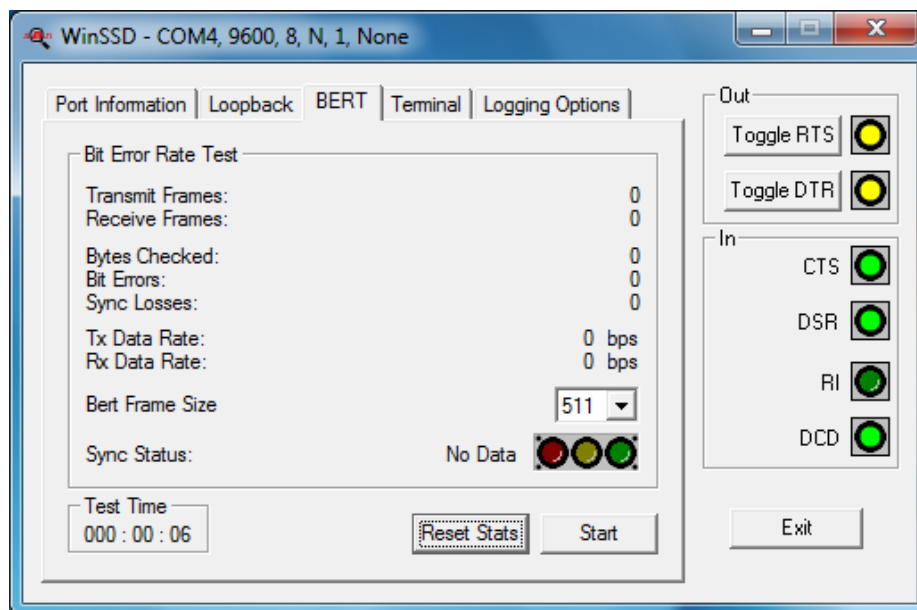 WinSSD - COM4, 9600, 8, N, 1, None
Port Information Loopback BERT Terminal Logging Options
Bit Error Rate Test
Transmit Frames: 0
Receive Frames: 0
Bytes Checked: 0
Bit Errors: 0
Sync Losses: 0
Tx Data Rate: 0 bps
Rx Data Rate: 0 bps
Bert Frame Size 511
Sync Status: No Data
Test Time
000 : 00 : 06
Reset Stats Start
Out
Toggle RTS
Toggle DTR
In
CTS
DSR
RI
DCD
Exit